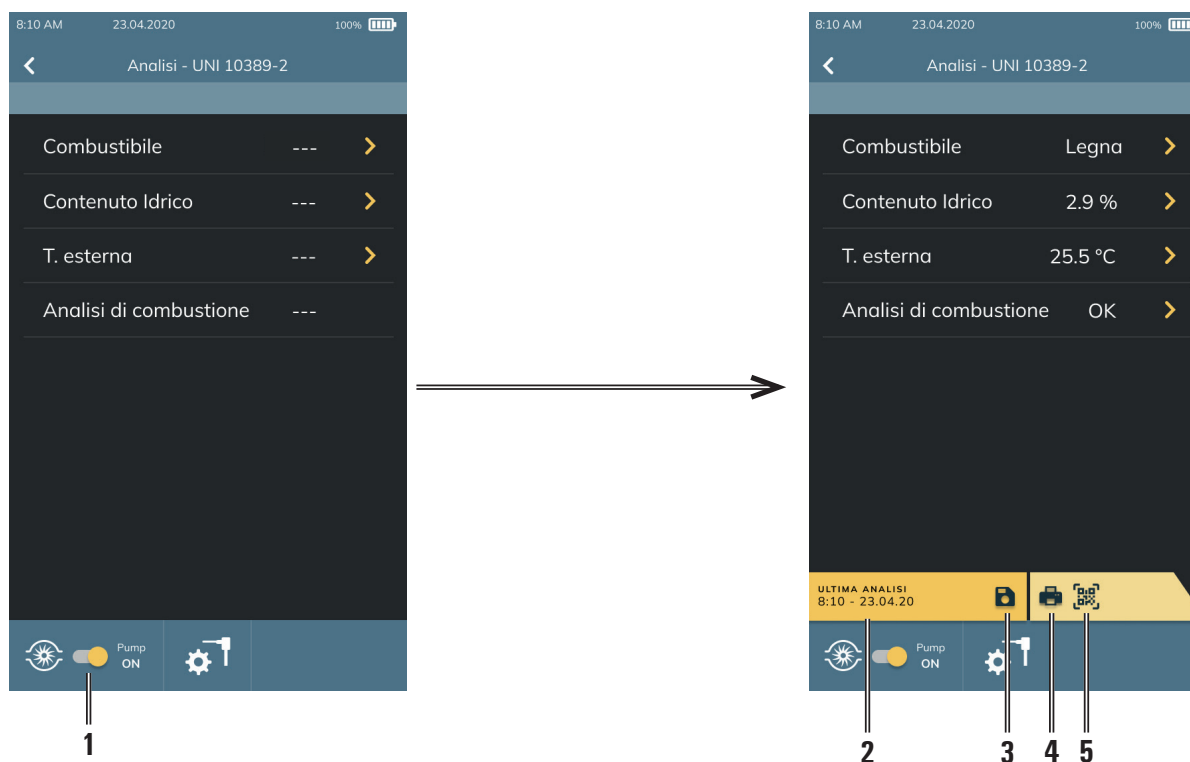 8:10 AM 23.04.2020 100%
Analisi - UNI 10389-2
Combustibile ---
Contenuto Idrico ---
T. esterna ---
Analisi di combustione ---
Pump
ON
1
8:10 AM 23.04.2020 100%
Analisi - UNI 10389-2
Combustibile Legna
Contenuto Idrico 2.9 %
T. esterna 25.5 °C
Analisi di combustione OK
ULTIMA ANALISI
8:10 - 23.04.20
Pump
ON
2 3 4 5